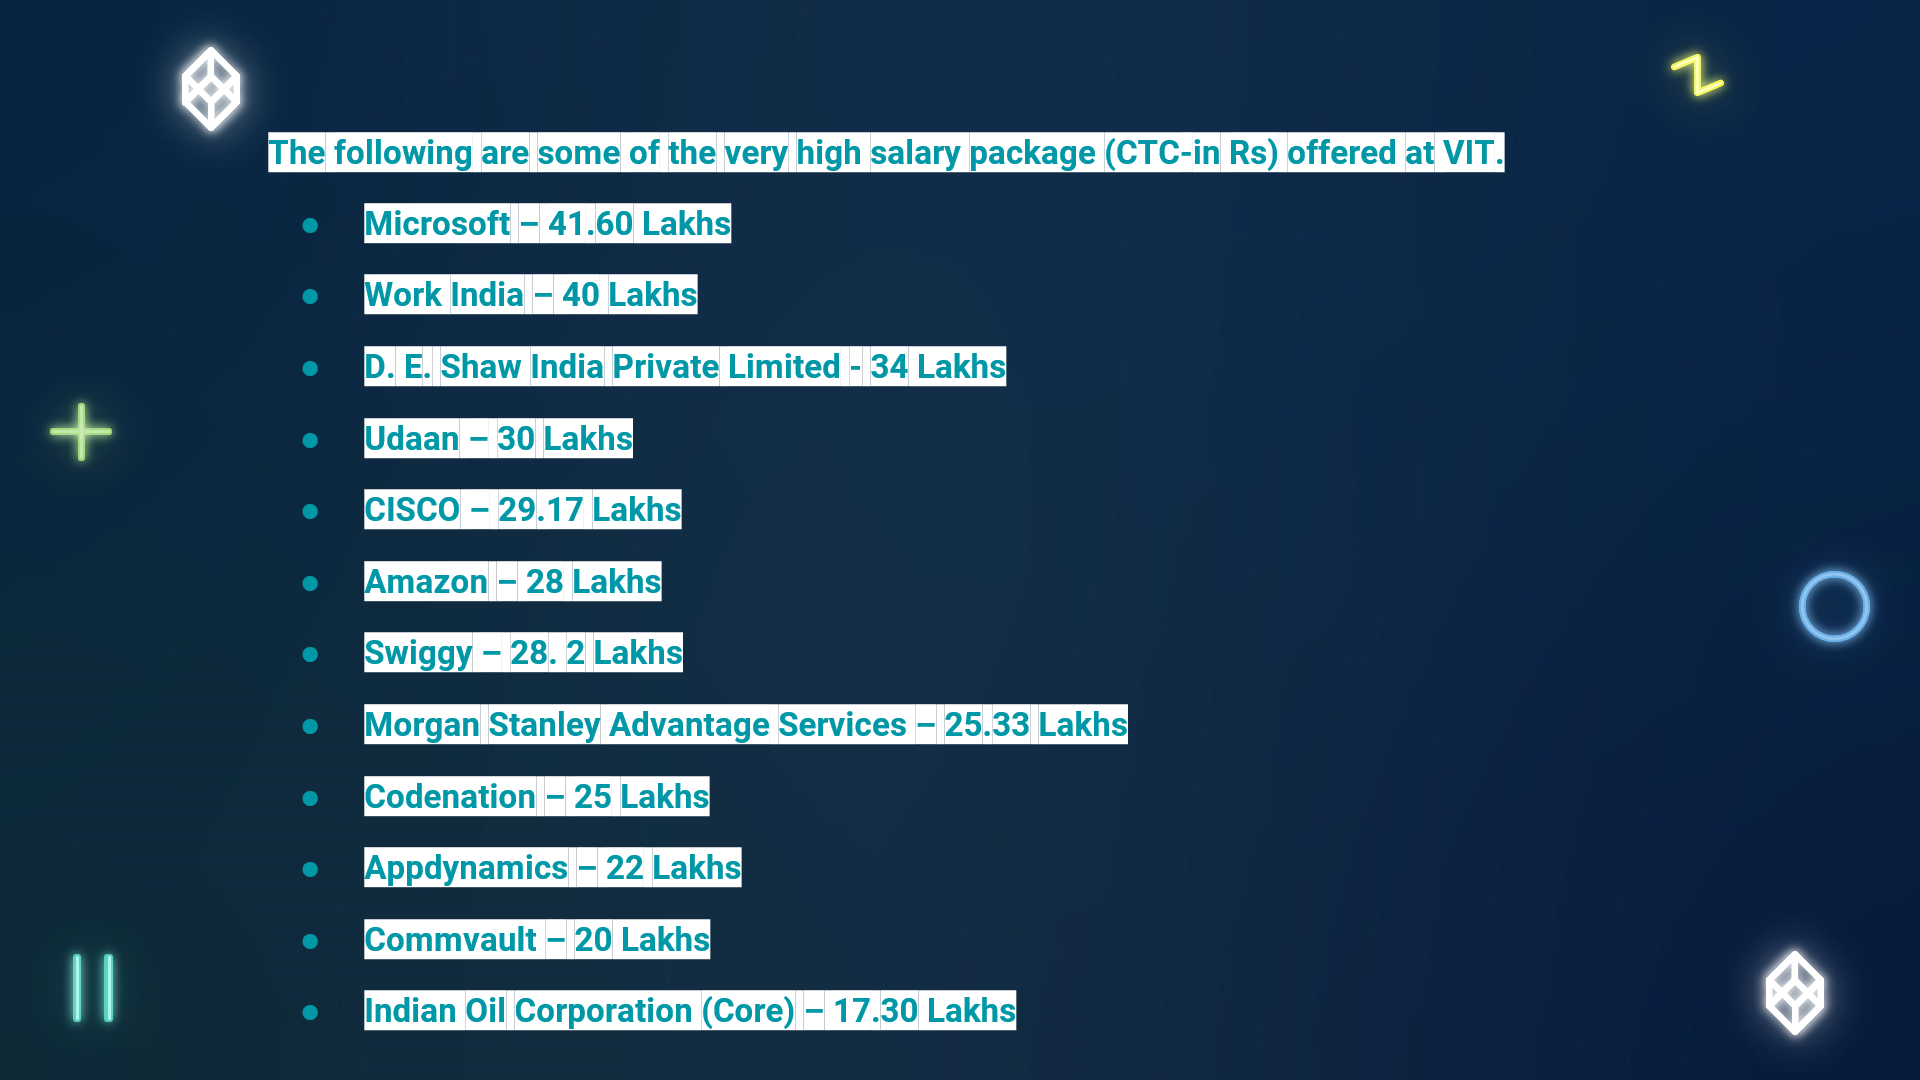 The following are some of the very high salary package (CTC-in Rs) offered at VIT.
● Microsoft – 41.60 Lakhs
● Work India – 40 Lakhs
● D. E. Shaw India Private Limited - 34 Lakhs
● Udaan – 30 Lakhs
● CISCO – 29.17 Lakhs
● Amazon – 28 Lakhs
● Swiggy – 28. 2 Lakhs
● Morgan Stanley Advantage Services – 25.33 Lakhs
● Codenation – 25 Lakhs
● Appdynamics – 22 Lakhs
● Commvault – 20 Lakhs
● Indian Oil Corporation (Core) – 17.30 Lakhs